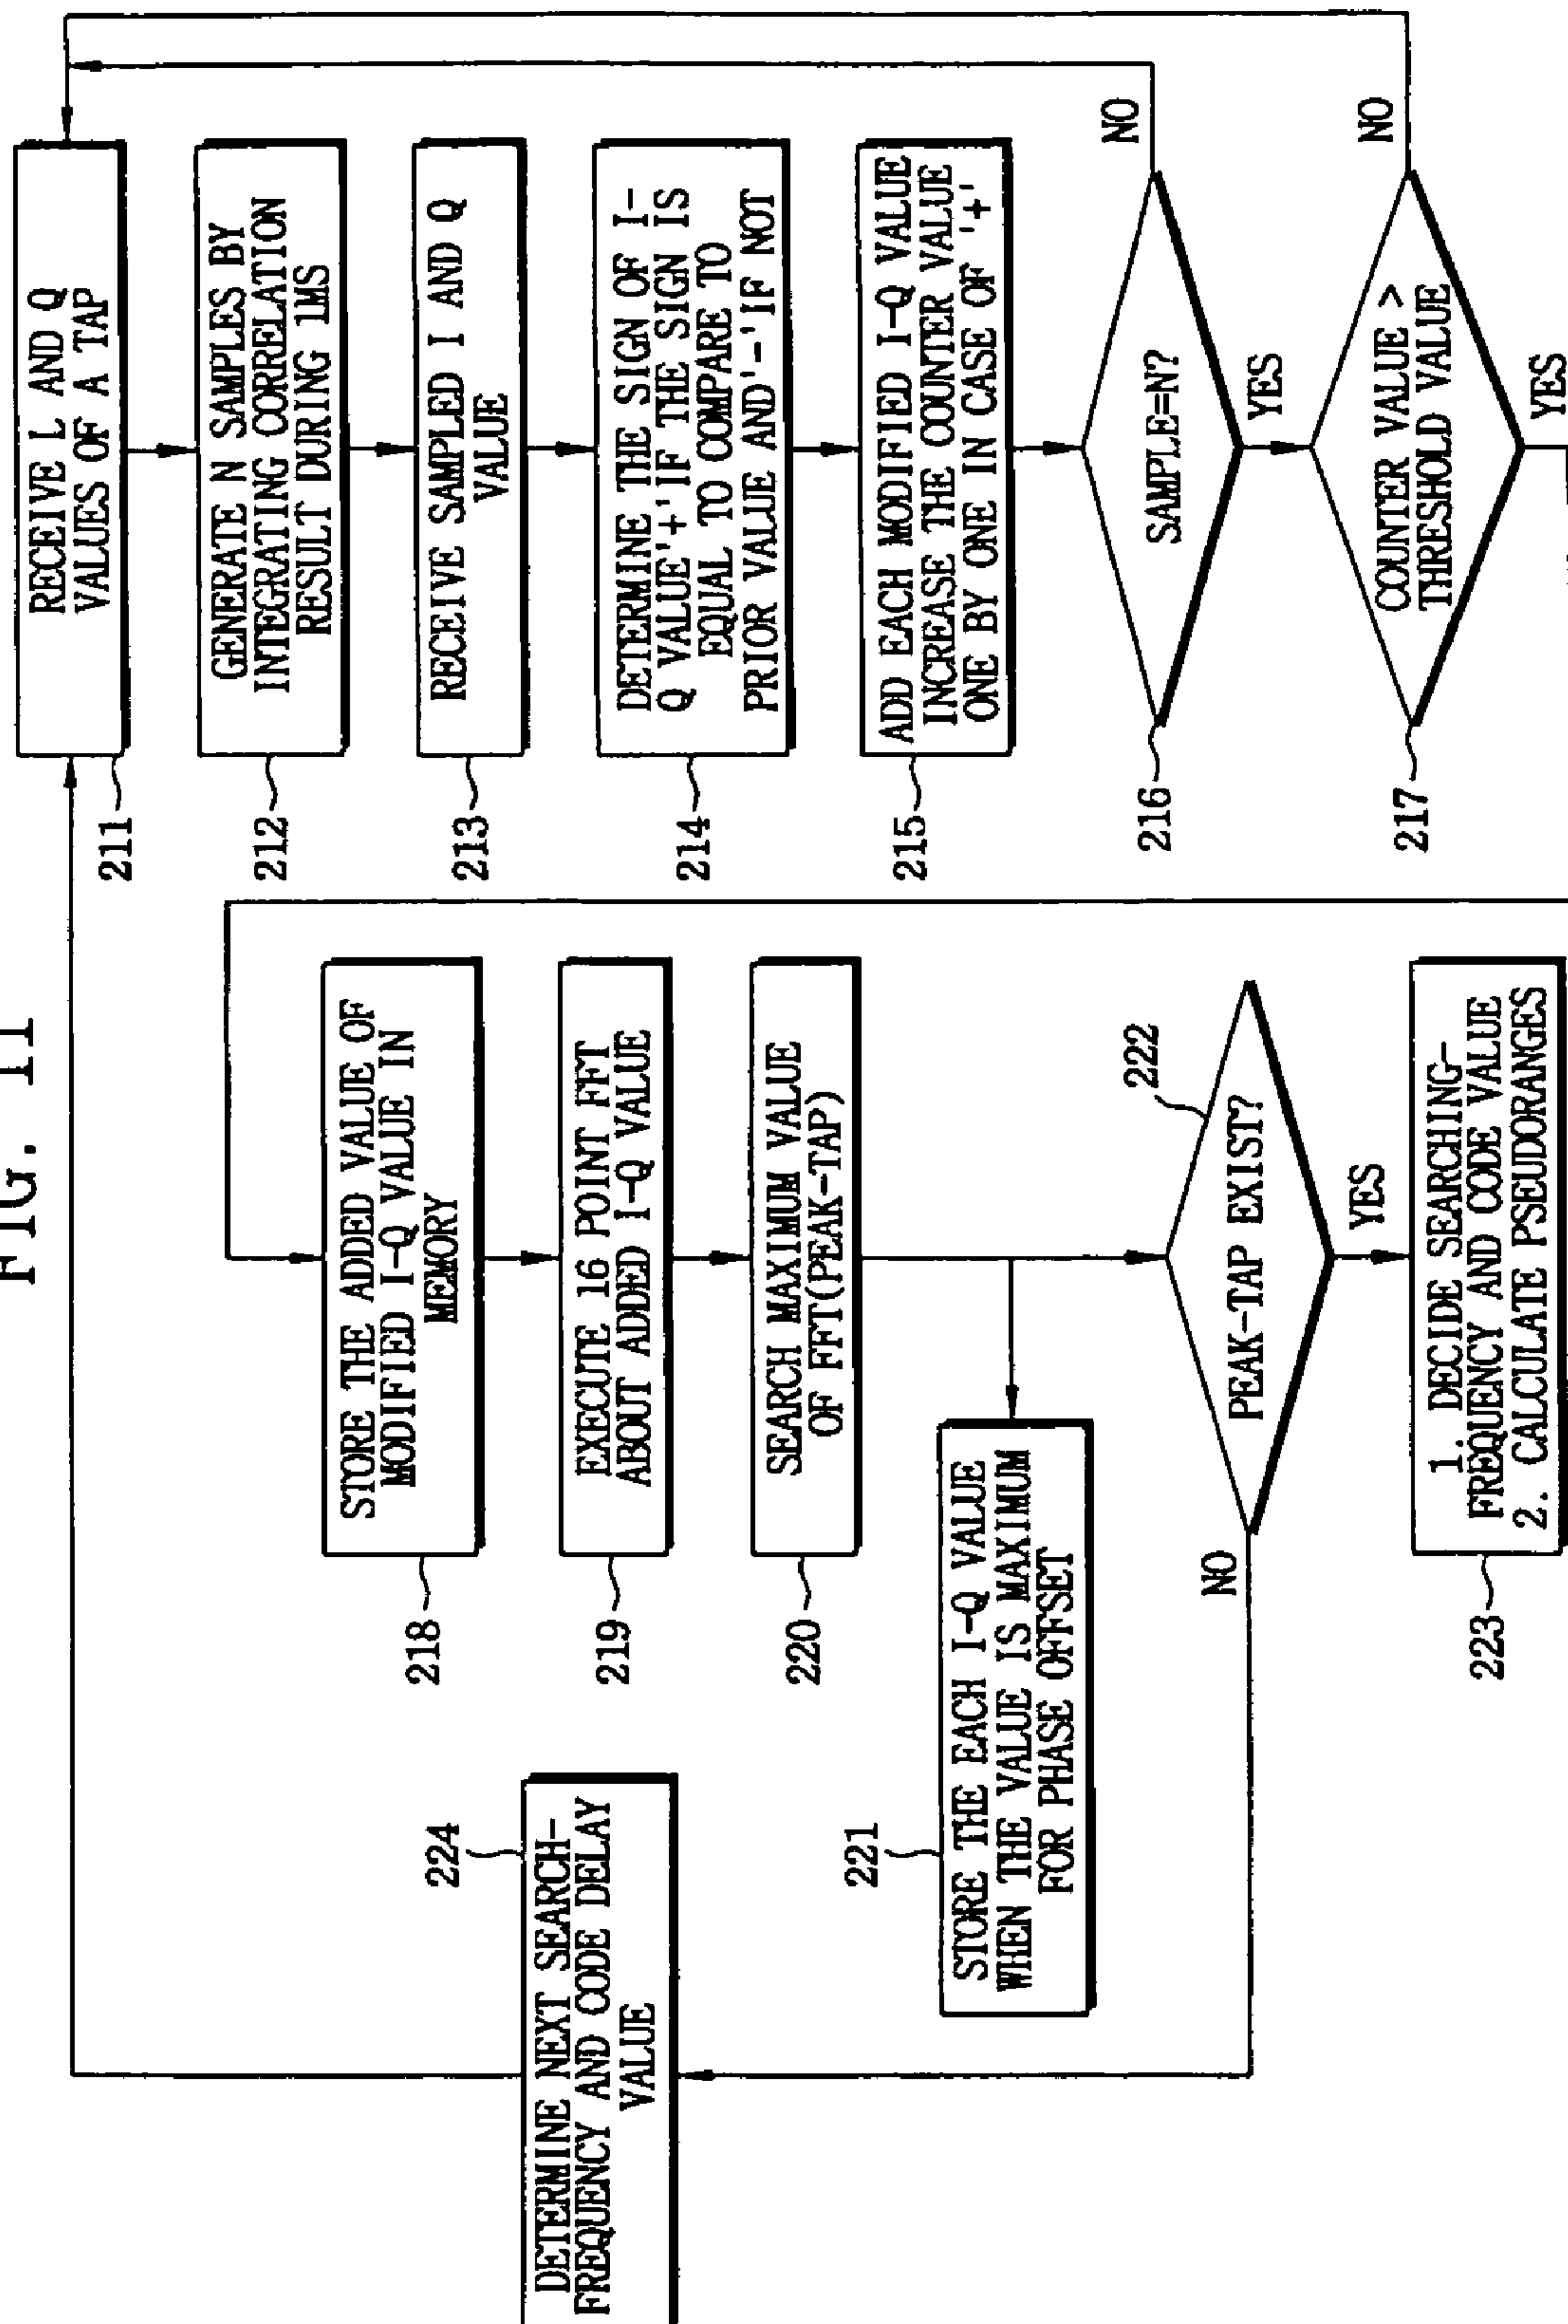 FIG. 11
RECEIVE L AND Q
VALUES OF A TAP
211
GENERATE N SAMPLES BY
INTEGRATING CORRELATION
RESULT DURING 1MS
212
RECEIVE SAMPLED I AND Q
VALUE
213
DETERMINE THE SIGN OF I-
Q VALUE'+'IF THE SIGN IS
EQUAL TO COMPARE TO
PRIOR VALUE AND'-'IF NOT
214
ADD EACH MODIFIED I-Q VALUE
INCREASE THE COUNTER VALUE
ONE BY ONE IN CASE OF '+'
215
SAMPLE=N?
NO
YES
216
COUNTER VALUE >
THRESHOLD VALUE
NO
YES
217
STORE THE ADDED VALUE OF
MODIFIED I-Q VALUE IN
MEMORY
218
EXECUTE 16 POINT FFT
ABOUT ADDED I-Q VALUE
219
SEARCH MAXIMUM VALUE
OF FFT(PEAK-TAP)
220
STORE THE EACH I-Q VALUE
WHEN THE VALUE IS MAXIMUM
FOR PHASE OFFSET
221
PEAK-TAP EXIST?
222
NO
YES
1. DECIDE SEARCHING-
FREQUENCY AND CODE VALUE
2. CALCULATE PSEUDORANGES
223
DETERMINE NEXT SEARCH-
FREQUENCY AND CODE DELAY
VALUE
224